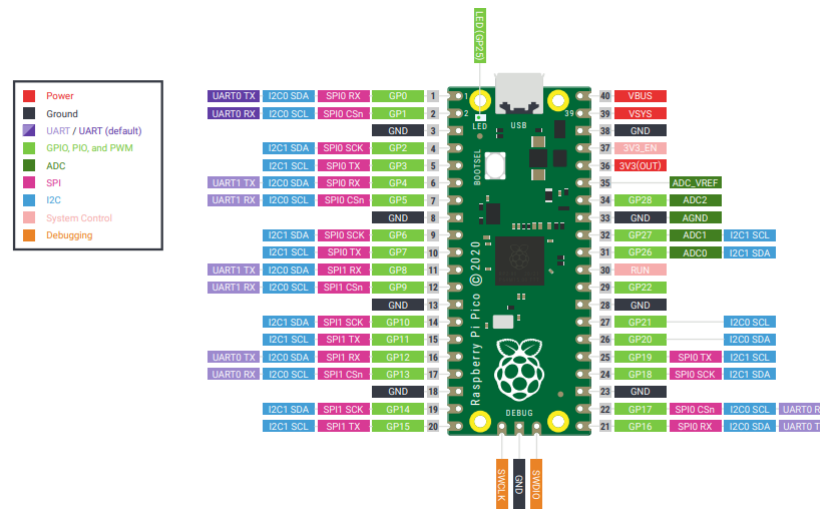 LED (GP25)
Power
Ground
UART / UART (default)
GPIO, PIO, and PWM
ADC
SPI
I2C
System Control
Debugging
UART0 TX I2C0 SDA SPI0 RX GP0 1
UART0 RX I2C0 SCL SPI0 CSn GP1 2
GND 3
I2C1 SDA SPI0 SCK GP2 4
I2C1 SCL SPI0 TX GP3 5
UART1 TX I2C0 SDA SPI0 RX GP4 6
UART1 RX I2C0 SCL SPI0 CSn GP5 7
GND 8
I2C1 SDA SPI0 SCK GP6 9
I2C1 SCL SPI0 TX GP7 10
UART1 TX I2C0 SDA SPI1 RX GP8 11
UART1 RX I2C0 SCL SPI1 CSn GP9 12
GND 13
I2C1 SDA SPI1 SCK GP10 14
I2C1 SCL SPI1 TX GP11 15
UART0 TX I2C0 SDA SPI1 RX GP12 16
UART0 RX I2C0 SCL SPI1 CSn GP13 17
GND 18
I2C1 SDA SPI1 SCK GP14 19
I2C1 SCL SPI1 TX GP15 20
1
2
39
LED
USB
BOOTSEL
Raspberry Pi Pico © 2020
DEBUG
40 VBUS
39 VSYS
38 GND
37 3V3_EN
36 3V3(OUT)
35 ADC_VREF
34 GP28 ADC2
33 GND AGND
32 GP27 ADC1 I2C1 SCL
31 GP26 ADC0 I2C1 SDA
30 RUN
29 GP22
28 GND
27 GP21 I2C0 SCL
26 GP20 I2C0 SDA
25 GP19 SPI0 TX I2C1 SCL
24 GP18 SPI0 SCK I2C1 SDA
23 GND
22 GP17 SPI0 CSn I2C0 SCL UART0 R
21 GP16 SPI0 RX I2C0 SDA UART0 T
SWCLK
GND
SWDIO